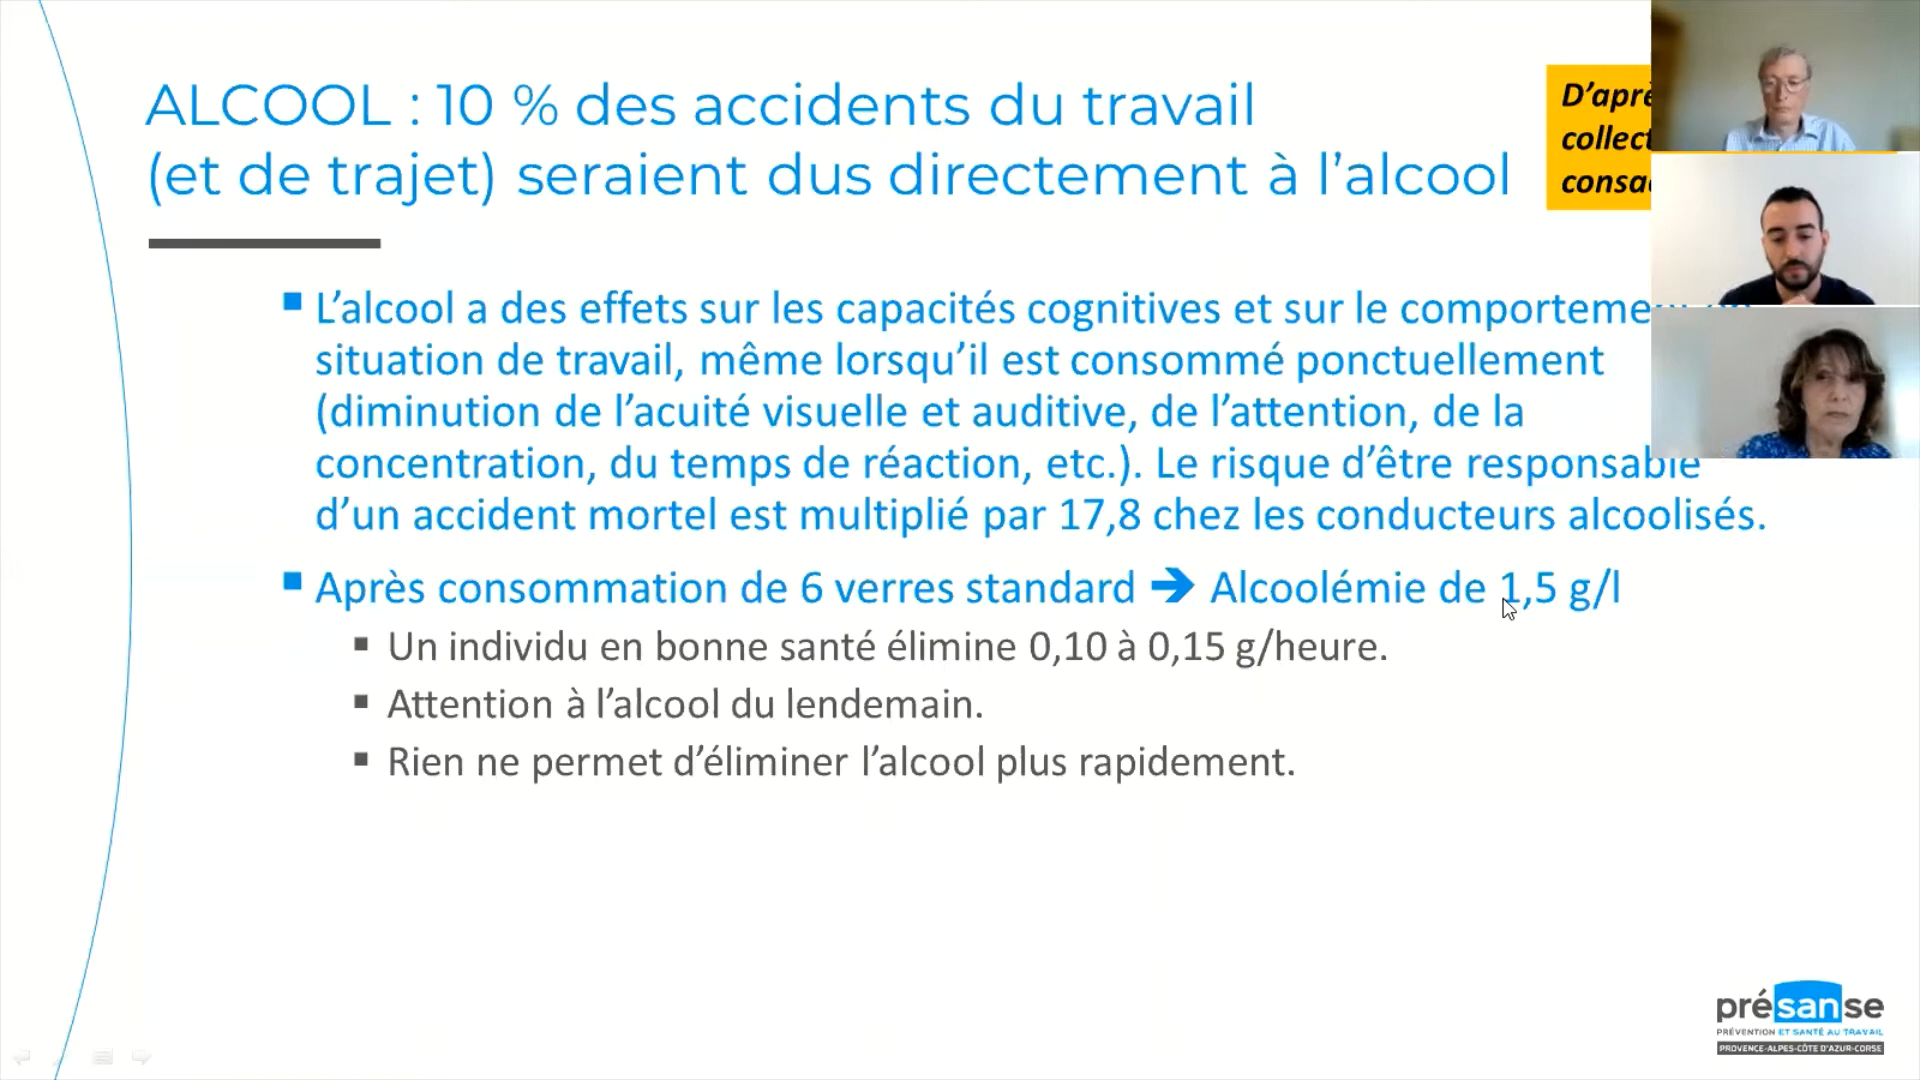 ALCOOL : 10 % des accidents du travail
(et de trajet) seraient dus directement à l’alcool
D’aprè
collect
consa
L’alcool a des effets sur les capacités cognitives et sur le comporteme
situation de travail, même lorsqu’il est consommé ponctuellement
(diminution de l’acuité visuelle et auditive, de l’attention, de la
concentration, du temps de réaction, etc.). Le risque d’être responsable
d’un accident mortel est multiplié par 17,8 chez les conducteurs alcoolisés.
Après consommation de 6 verres standard ➔ Alcoolémie de 1,5 g/l
Un individu en bonne santé élimine 0,10 à 0,15 g/heure.
Attention à l’alcool du lendemain.
Rien ne permet d’éliminer l’alcool plus rapidement.
présanse
PRÉVENTION ET SANTÉ AU TRAVAIL
PROVENCE-ALPES-CÔTE D’AZUR-CORSE